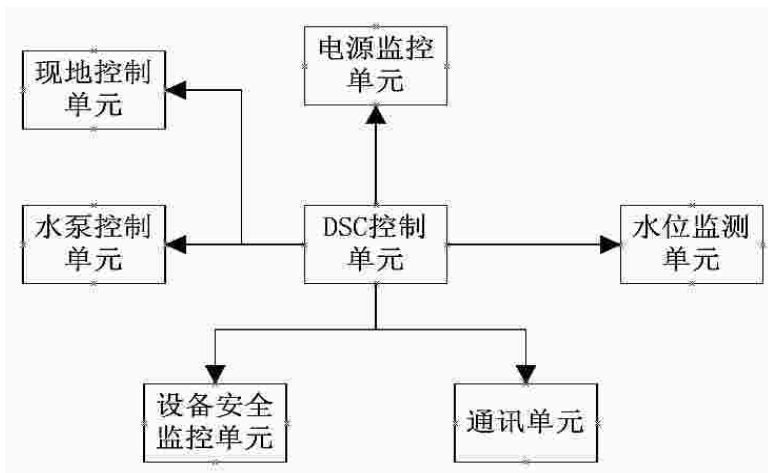 电源监控
单元
现地控制
单元
水泵控制
单元
DSC控制
单元
水位监测
单元
设备安全
监控单元
通讯单元